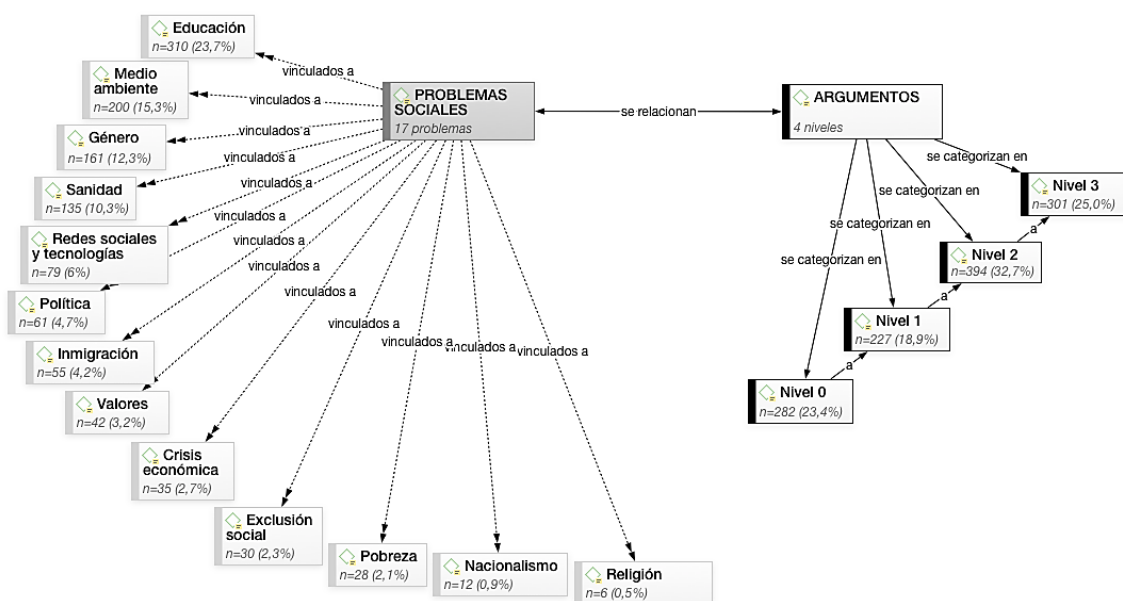 Educación
n=310 (23,7%)
vinculados a
Medio
ambiente
n=200 (15,3%)
vinculados a
PROBLEMAS
SOCIALES
17 problemas
se relacionan
ARGUMENTOS
4 niveles
Género
n=161 (12,3%)
vinculados a
Sanidad
n=135 (10,3%)
vinculados a
se categorizan en
Nivel 3
n=301 (25,0%)
Redes sociales
y tecnologías
n=79 (6%)
vinculados a
se categorizan en
a
Nivel 2
n=394 (32,7%)
Política
n=61 (4,7%)
vinculados a
se categorizan en
a
Nivel 1
n=227 (18,9%)
Inmigración
n=55 (4,2%)
vinculados a
se categorizan en
a
Nivel 0
n=282 (23,4%)
Valores
n=42 (3,2%)
vinculados a
Crisis
económica
n=35 (2,7%)
vinculados a
Exclusión
social
n=30 (2,3%)
vinculados a
Pobreza
n=28 (2,1%)
vinculados a
Nacionalismo
n=12 (0,9%)
vinculados a
Religión
n=6 (0,5%)